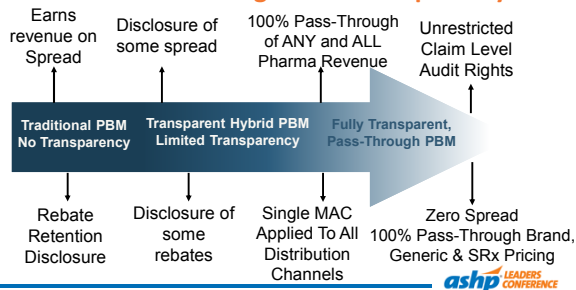 Earns
revenue on
Spread
Disclosure of
some spread
100% Pass-Through
of ANY and ALL
Pharma Revenue
Unrestricted
Claim Level
Audit Rights
Traditional PBM
No Transparency
Transparent Hybrid PBM
Limited Transparency
Fully Transparent,
Pass-Through PBM
Rebate
Retention
Disclosure
Disclosure of
some
rebates
Single MAC
Applied To All
Distribution
Channels
Zero Spread
100% Pass-Through Brand,
Generic & SRx Pricing
ashp LEADERS
CONFERENCE